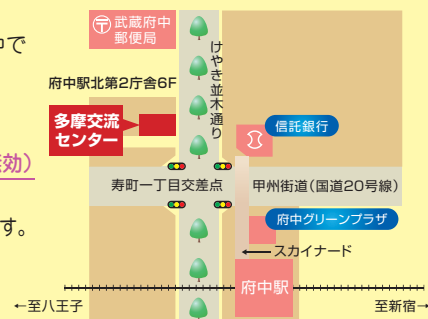 武蔵府中
郵便局
けやき並木通り
中で
府中駅北第2庁舎6F
多摩交流
センター
信託銀行
効）
寿町一丁目交差点
甲州街道（国道20号線）
府中グリーンプラザ
す。
スカイナード
府中駅
←至八王子
至新宿→